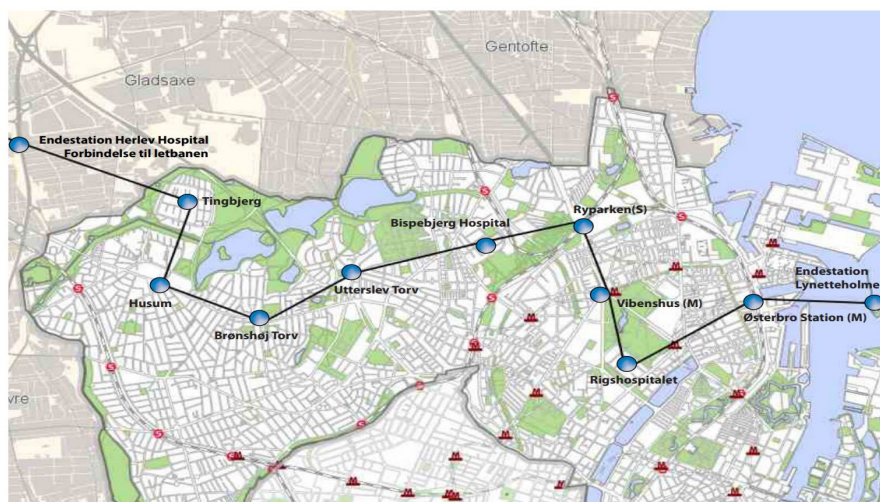 Gentofte
Gladsaxe
Endestation Herlev Hospital
Forbindelse til letbanen
Tingbjerg
Ryparken(S)
Bispebjerg Hospital
Endestation
Lynetteholmen
Utterslev Torv
Husum
Vibenshus (M)
Østerbro Station (M)
Brønshøj Torv
Rigshospitalet
vre